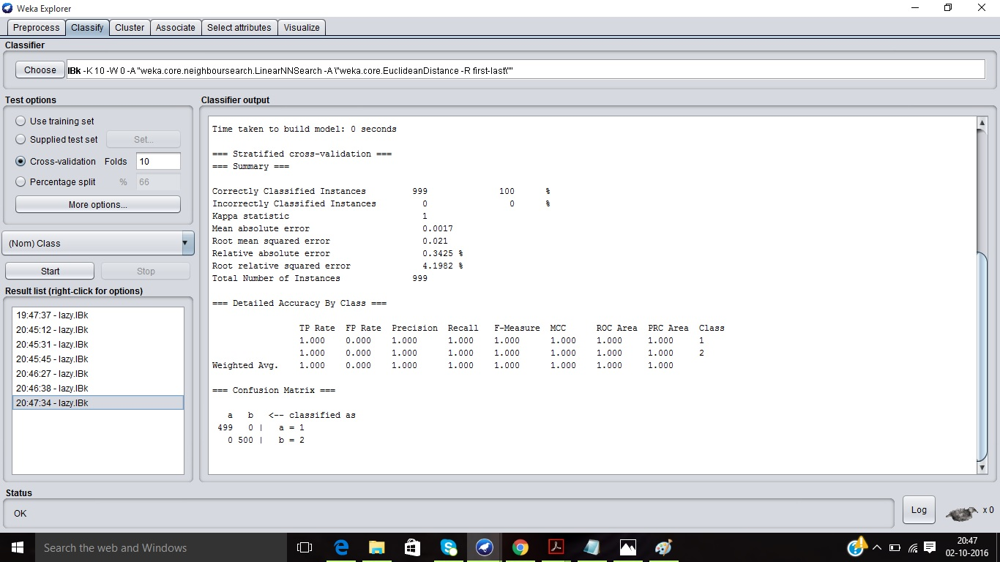 Weka Explorer
Preprocess Classify Cluster Associate Select attributes Visualize
Classifier
Choose IBk -K 10 -W 0 -A "weka.core.neighboursearch.LinearNNSearch -A \"weka.core.EuclideanDistance -R first-last\""
Test options
Use training set
Supplied test set Set...
Cross-validation Folds 10
Percentage split % 66
More options...
(Nom) Class
Start Stop
Result list (right-click for options)
19:47:37 - lazy.IBk
20:45:12 - lazy.IBk
20:45:31 - lazy.IBk
20:45:45 - lazy.IBk
20:46:27 - lazy.IBk
20:46:38 - lazy.IBk
20:47:34 - lazy.IBk
Classifier output
Time taken to build model: 0 seconds
=== Stratified cross-validation ===
=== Summary ===
Correctly Classified Instances 999 100 %
Incorrectly Classified Instances 0 0 %
Kappa statistic 1
Mean absolute error 0.0017
Root mean squared error 0.021
Relative absolute error 0.3425 %
Root relative squared error 4.1982 %
Total Number of Instances 999
=== Detailed Accuracy By Class ===
TP Rate FP Rate Precision Recall F-Measure MCC ROC Area PRC Area Class
1.000 0.000 1.000 1.000 1.000 1.000 1.000 1.000 1
1.000 0.000 1.000 1.000 1.000 1.000 1.000 1.000 2
Weighted Avg. 1.000 0.000 1.000 1.000 1.000 1.000 1.000 1.000
=== Confusion Matrix ===
a b <-- classified as
499 0 | a = 1
0 500 | b = 2
Status
OK
Log
x 0
Search the web and Windows
20:47
02-10-2016